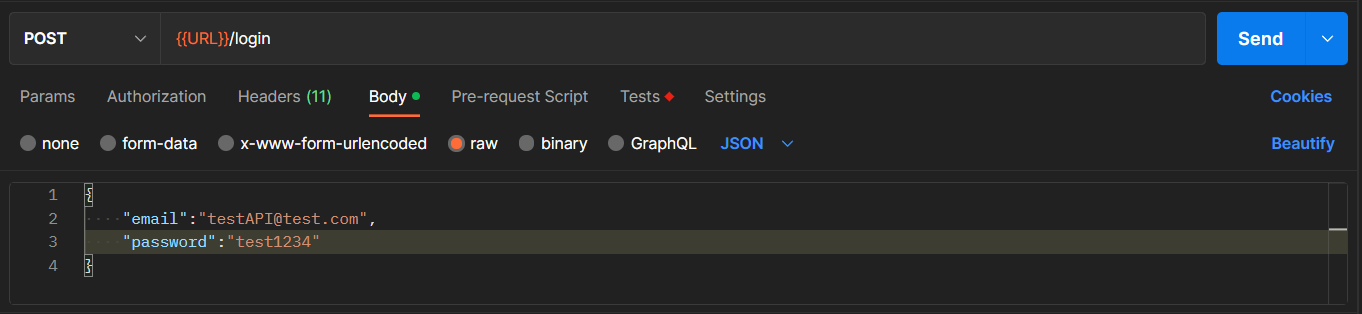 POST {{URL}}/login Send
Params Authorization Headers (11) Body Pre-request Script Tests Settings Cookies
none form-data x-www-form-urlencoded raw binary GraphQL JSON Beautify
1 {
2 "email":"testAPI@test.com",
3 "password":"test1234"
4 }